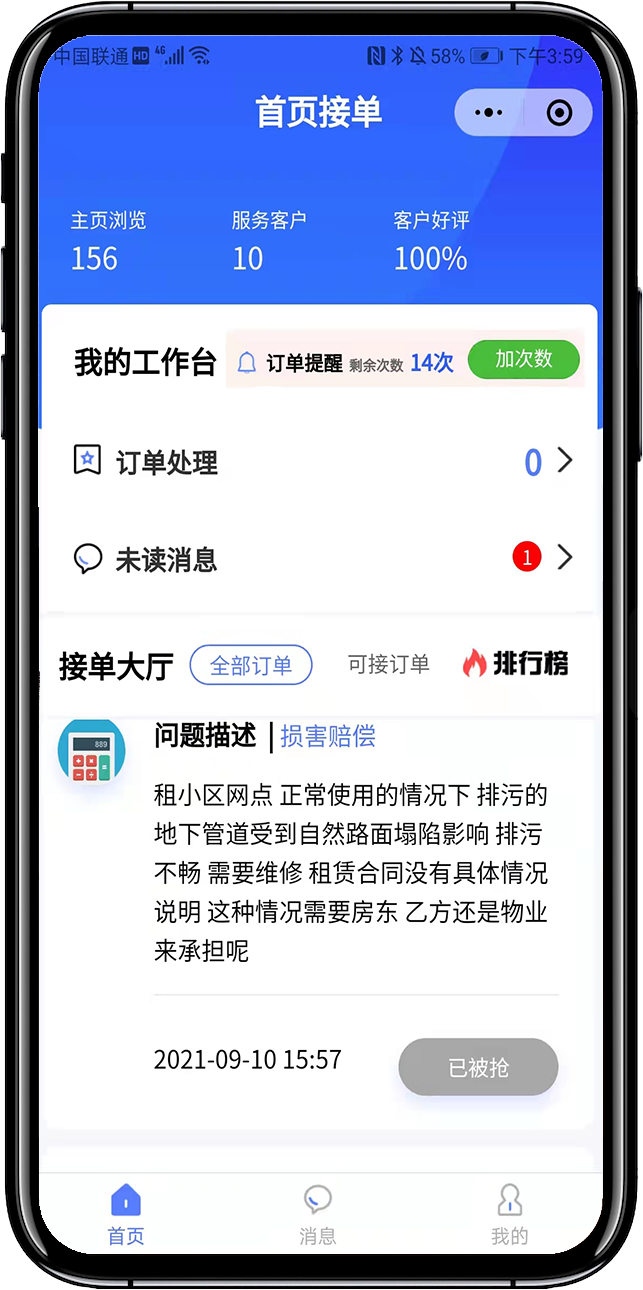 中国联通 HD 4G 58% 下午3:59
首页接单
主页浏览 服务客户 客户好评
156 10 100%
我的工作台 订单提醒 剩余次数 14次 加次数
订单处理 0
未读消息 1
接单大厅 全部订单 可接订单 排行榜
889
问题描述 损害赔偿
租小区网点 正常使用的情况下 排污的
地下管道受到自然路面塌陷影响 排污
不畅 需要维修 租赁合同没有具体情况
说明 这种情况需要房东 乙方还是物业
来承担呢
2021-09-10 15:57 已被抢
首页 消息 我的